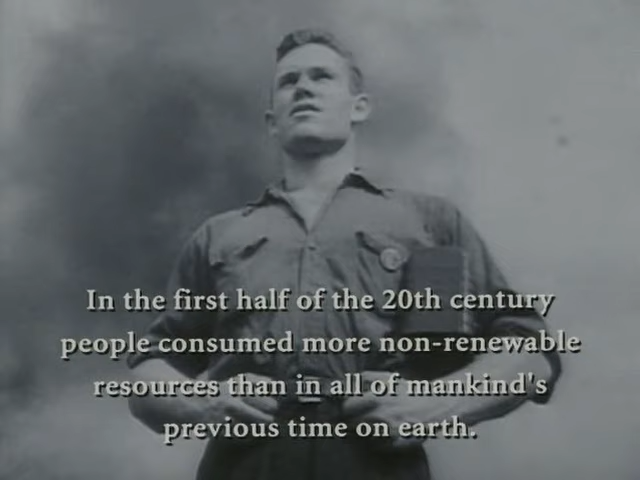 In the first half of the 20th century
people consumed more non-renewable
resources than in all of mankind's
previous time on earth.